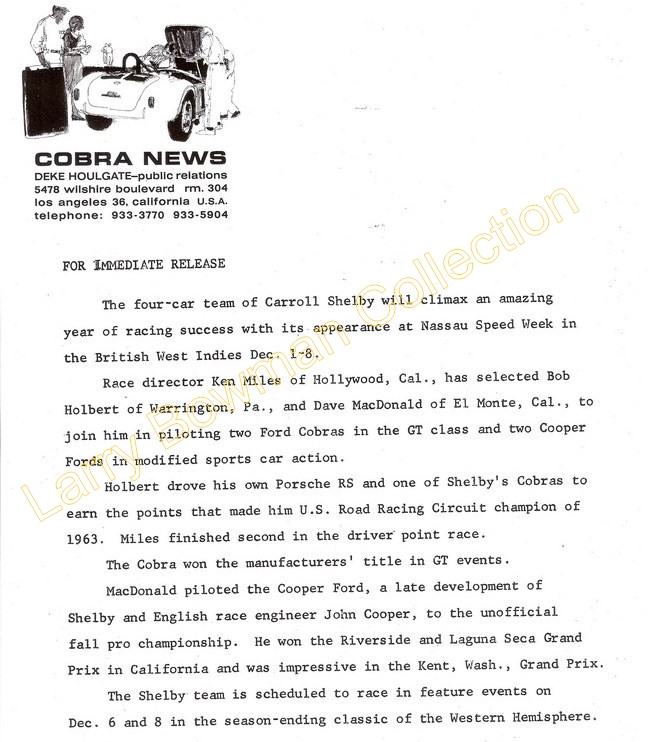 COBRA NEWS
DEKE HOULGATE—public relations
5478 wilshire boulevard rm. 304
los angeles 36, california U.S.A.
telephone: 933-3770 933-5904
FOR IMMEDIATE RELEASE
The four-car team of Carroll Shelby will climax an amazing
year of racing success with its appearance at Nassau Speed Week in
the British West Indies Dec. 1-8.
Race director Ken Miles of Hollywood, Cal., has selected Bob
Holbert of Warrington, Pa., and Dave MacDonald of El Monte, Cal., to
join him in piloting two Ford Cobras in the GT class and two Cooper
Fords in modified sports car action.
Holbert drove his own Porsche RS and one of Shelby's Cobras to
earn the points that made him U.S. Road Racing Circuit champion of
1963. Miles finished second in the driver point race.
The Cobra won the manufacturers' title in GT events.
MacDonald piloted the Cooper Ford, a late development of
Shelby and English race engineer John Cooper, to the unofficial
fall pro championship. He won the Riverside and Laguna Seca Grand
Prix in California and was impressive in the Kent, Wash., Grand Prix.
The Shelby team is scheduled to race in feature events on
Dec. 6 and 8 in the season-ending classic of the Western Hemisphere.
Larry Bowman Collection